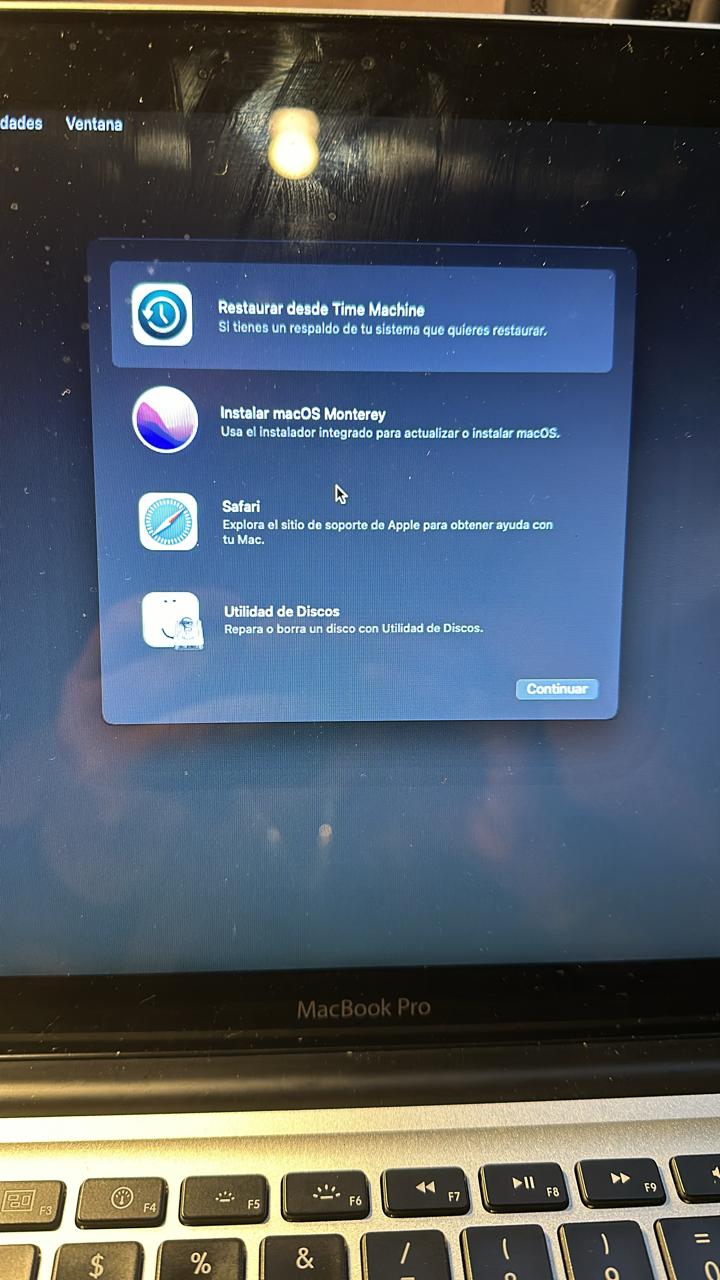 dades Ventana
Restaurar desde Time Machine
Si tienes un respaldo de tu sistema que quieres restaurar.
Instalar macOS Monterey
Usa el instalador integrado para actualizar o instalar macOS.
Safari
Explora el sitio de soporte de Apple para obtener ayuda con
tu Mac.
Utilidad de Discos
Repara o borra un disco con Utilidad de Discos.
Continuar
MacBook Pro
F3 F4 F5 F6 F7 F8 F9
$ % & / ( ) =